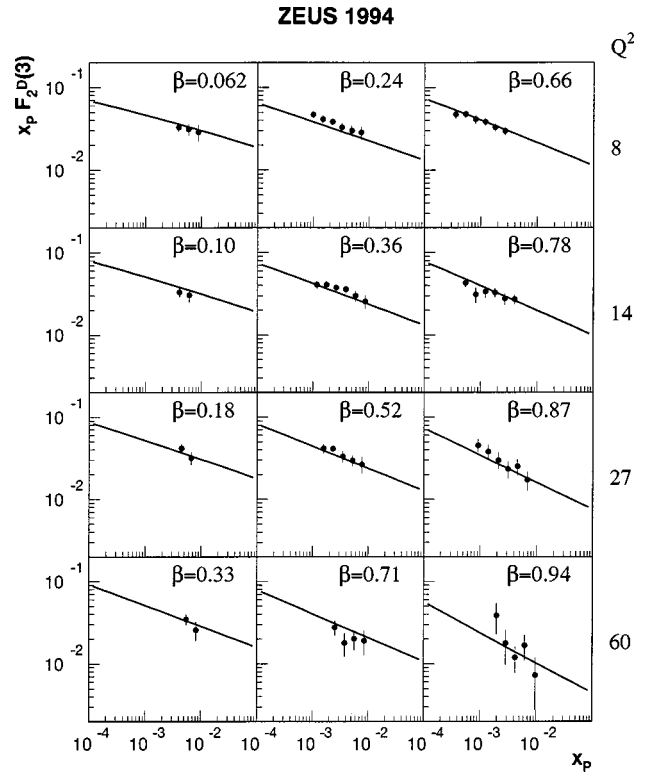 ZEUS 1994
Q²
x_P F₂^D(3)
10⁻¹
10⁻²
β=0.062
β=0.24
β=0.66
8
10⁻¹
10⁻²
β=0.10
β=0.36
β=0.78
14
10⁻¹
10⁻²
β=0.18
β=0.52
β=0.87
27
10⁻¹
10⁻²
β=0.33
β=0.71
β=0.94
60
10⁻⁴ 10⁻³ 10⁻² 10⁻⁴ 10⁻³ 10⁻² 10⁻⁴ 10⁻³ 10⁻²
x_P